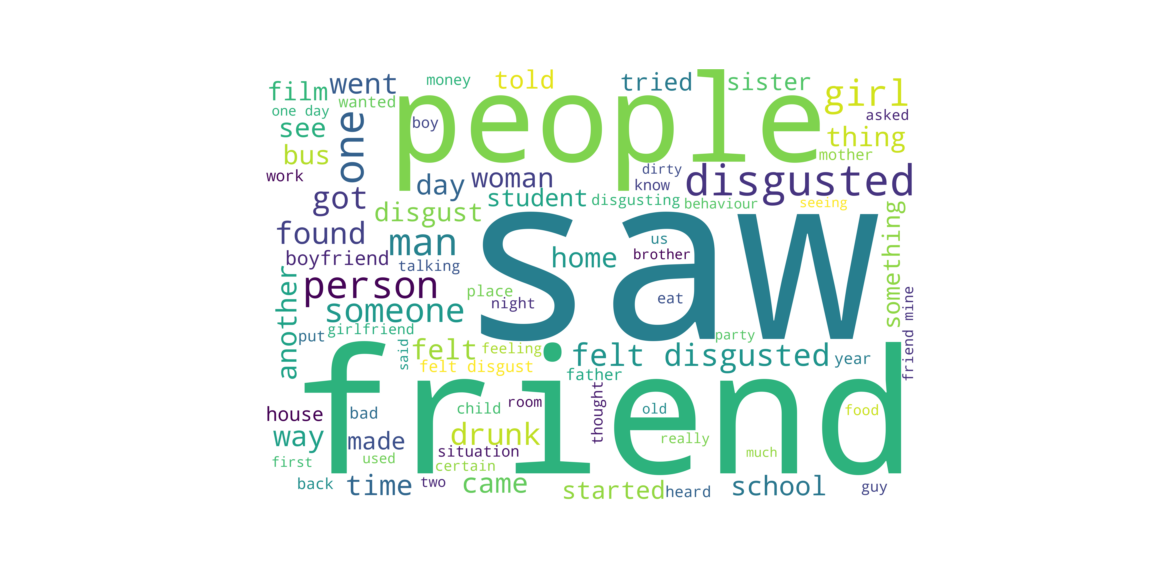 film
went
money
told
tried
sister
girl
one day
wanted
people
asked
see
one
boy
thing
bus
mother
work
dirty
disgusted
day
woman
know
got
student
disgusting
behaviour
seeing
disgust
saw
something
found
man
us
home
boyfriend
brother
talking
another
person
place
night
eat
someone
friend mine
put
girlfriend
party
said
felt
feeling
felt disgusted
year
friend
felt disgust
father
house
bad
child
room
thought
old
food
way
made
drunk
really
situation
much
first
used
certain
back
time
two
came
started
heard
school
guy